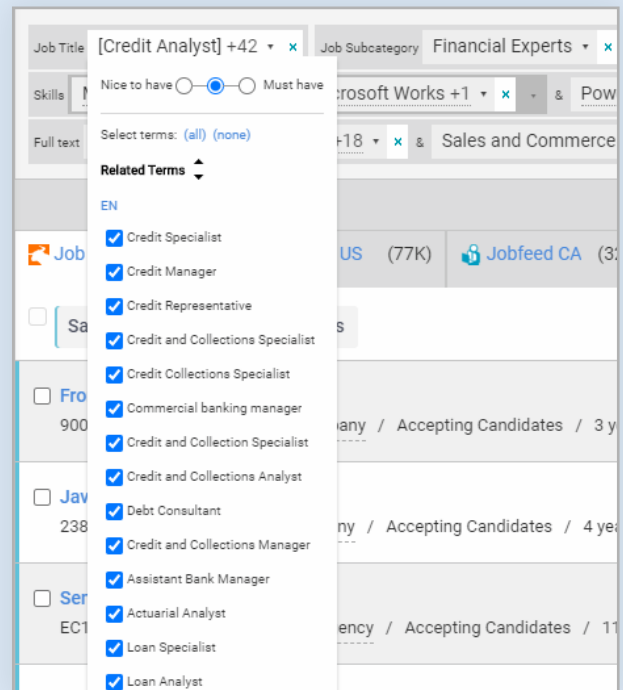 Job Title [Credit Analyst] +42 Job Subcategory Financial Experts
Skills crosoft Works +1 & Pow
Full text +18 & Sales and Commerce
Nice to have Must have
Select terms: (all) (none)
Related Terms
EN
Credit Specialist
Credit Manager
Credit Representative
Credit and Collections Specialist
Credit Collections Specialist
Commercial banking manager
Credit and Collection Specialist
Credit and Collections Analyst
Debt Consultant
Credit and Collections Manager
Assistant Bank Manager
Actuarial Analyst
Loan Specialist
Loan Analyst
Job US (77K) Jobfeed CA (32
Sa s
Fro
900 any / Accepting Candidates / 3 y
Jav
238 ny / Accepting Candidates / 4 yea
Ser
EC1 ency / Accepting Candidates / 11